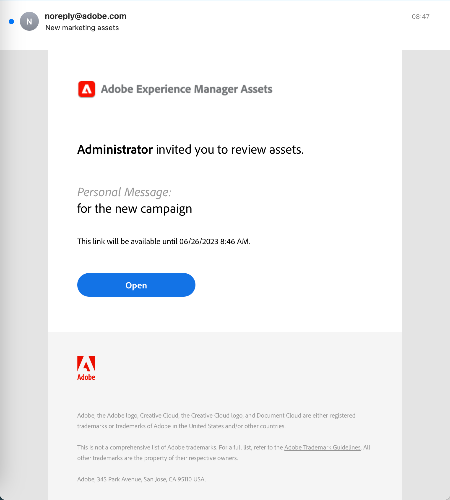 N
noreply@adobe.com
08:47
New marketing assets
Adobe Experience Manager Assets
Administrator invited you to review assets.
Personal Message:
for the new campaign
This link will be available until 06/26/2023 8:46 AM.
Open
Adobe
Adobe, the Adobe logo, Creative Cloud, the Creative Cloud logo, and Document Cloud are either registered
trademarks or trademarks of Adobe in the United States and/or other countries.
This is not a comprehensive list of Adobe trademarks. For a full list, refer to the Adobe Trademark Guidelines. All
other trademarks are the property of their respective owners.
Adobe, 345 Park Avenue, San Jose, CA 95110 USA